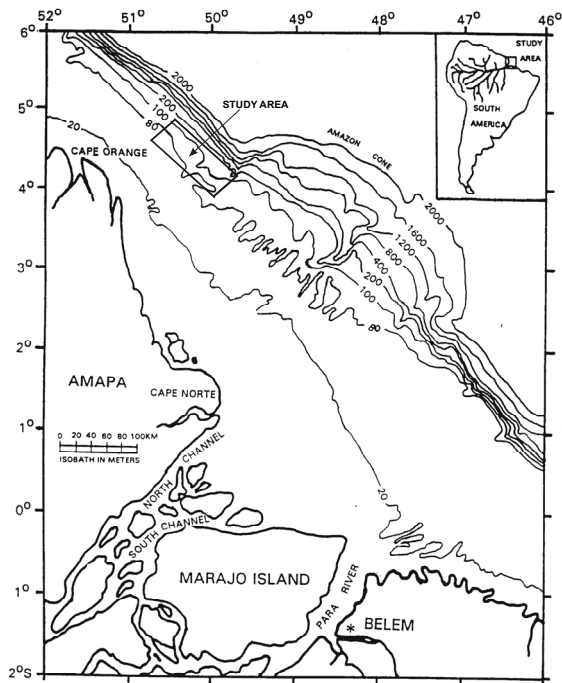 52° 51° 50° 49° 48° 47° 46°
6°
5°
4°
3°
2°
1°
0°
1°
2°S
STUDY
AREA
SOUTH
AMERICA
2000
200
100
80
20
STUDY AREA
CAPE ORANGE
AMAZON CONE
2000
1600
1200
800
400
200
100
80
AMAPA
CAPE NORTE
0 20 40 60 80 100KM
ISOBATH IN METERS
NORTH CHANNEL
SOUTH CHANNEL
20
MARAJO ISLAND
PARA RIVER
* BELEM